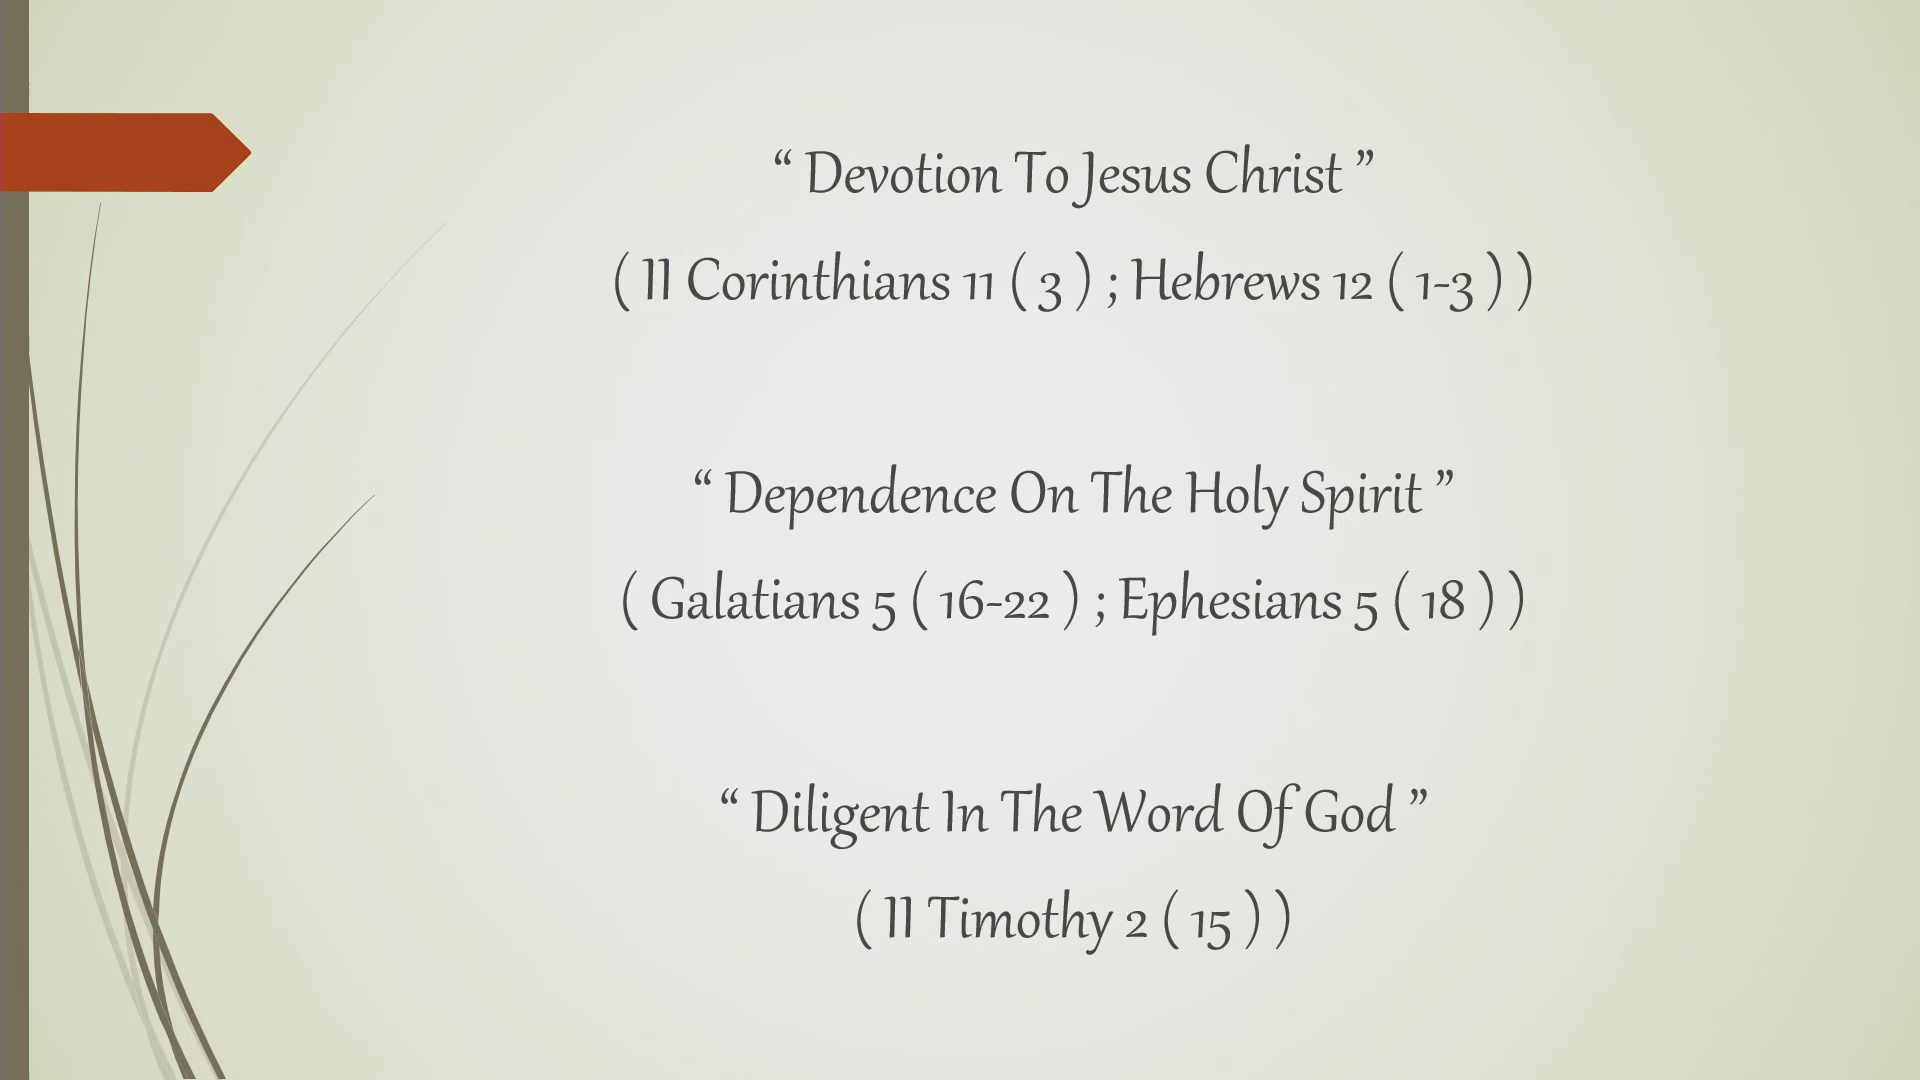 “ Devotion To Jesus Christ ”
( II Corinthians 11 ( 3 ) ; Hebrews 12 ( 1-3 ) )
“ Dependence On The Holy Spirit ”
( Galatians 5 ( 16-22 ) ; Ephesians 5 ( 18 ) )
“ Diligent In The Word Of God ”
( II Timothy 2 ( 15 ) )